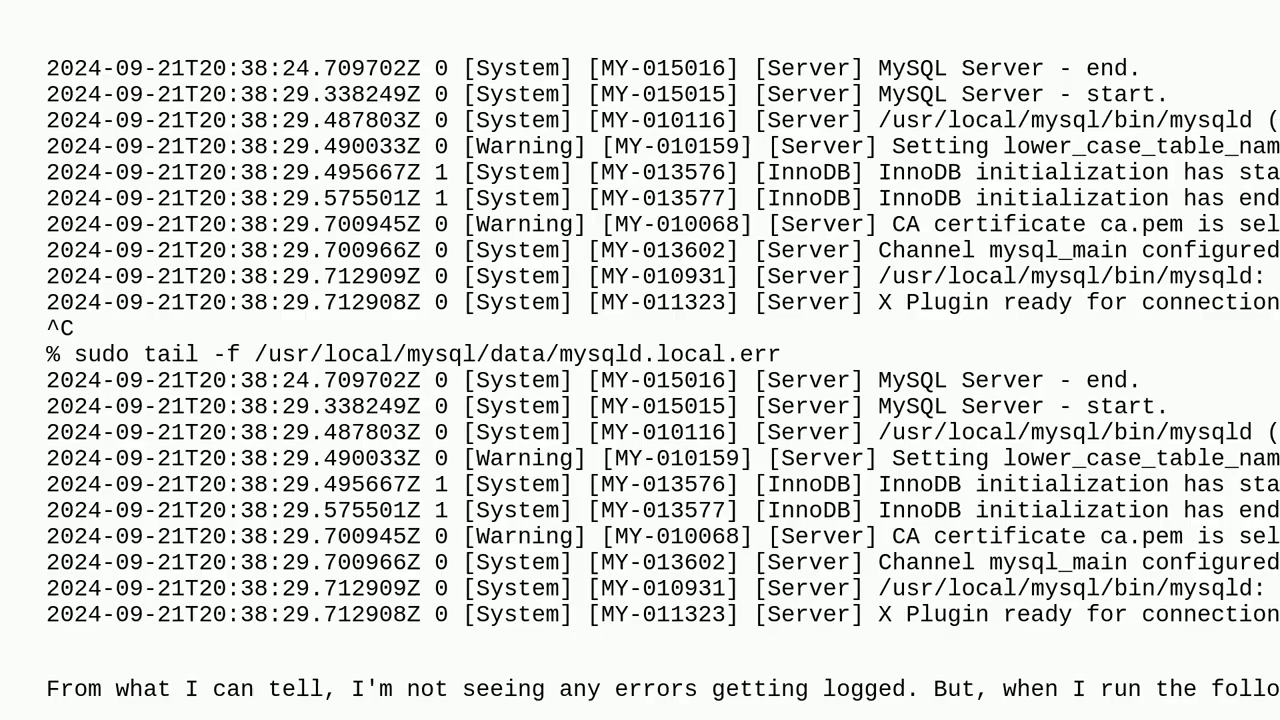 2024-09-21T20:38:24.709702Z 0 [System] [MY-015016] [Server] MySQL Server - end.
2024-09-21T20:38:29.338249Z 0 [System] [MY-015015] [Server] MySQL Server - start.
2024-09-21T20:38:29.487803Z 0 [System] [MY-010116] [Server] /usr/local/mysql/bin/mysqld (
2024-09-21T20:38:29.490033Z 0 [Warning] [MY-010159] [Server] Setting lower_case_table_nam
2024-09-21T20:38:29.495667Z 1 [System] [MY-013576] [InnoDB] InnoDB initialization has sta
2024-09-21T20:38:29.575501Z 1 [System] [MY-013577] [InnoDB] InnoDB initialization has end
2024-09-21T20:38:29.700945Z 0 [Warning] [MY-010068] [Server] CA certificate ca.pem is sel
2024-09-21T20:38:29.700966Z 0 [System] [MY-013602] [Server] Channel mysql_main configured
2024-09-21T20:38:29.712909Z 0 [System] [MY-010931] [Server] /usr/local/mysql/bin/mysqld:
2024-09-21T20:38:29.712908Z 0 [System] [MY-011323] [Server] X Plugin ready for connection
^C
% sudo tail -f /usr/local/mysql/data/mysqld.local.err
2024-09-21T20:38:24.709702Z 0 [System] [MY-015016] [Server] MySQL Server - end.
2024-09-21T20:38:29.338249Z 0 [System] [MY-015015] [Server] MySQL Server - start.
2024-09-21T20:38:29.487803Z 0 [System] [MY-010116] [Server] /usr/local/mysql/bin/mysqld (
2024-09-21T20:38:29.490033Z 0 [Warning] [MY-010159] [Server] Setting lower_case_table_nam
2024-09-21T20:38:29.495667Z 1 [System] [MY-013576] [InnoDB] InnoDB initialization has sta
2024-09-21T20:38:29.575501Z 1 [System] [MY-013577] [InnoDB] InnoDB initialization has end
2024-09-21T20:38:29.700945Z 0 [Warning] [MY-010068] [Server] CA certificate ca.pem is sel
2024-09-21T20:38:29.700966Z 0 [System] [MY-013602] [Server] Channel mysql_main configured
2024-09-21T20:38:29.712909Z 0 [System] [MY-010931] [Server] /usr/local/mysql/bin/mysqld:
2024-09-21T20:38:29.712908Z 0 [System] [MY-011323] [Server] X Plugin ready for connection
From what I can tell, I'm not seeing any errors getting logged. But, when I run the follo